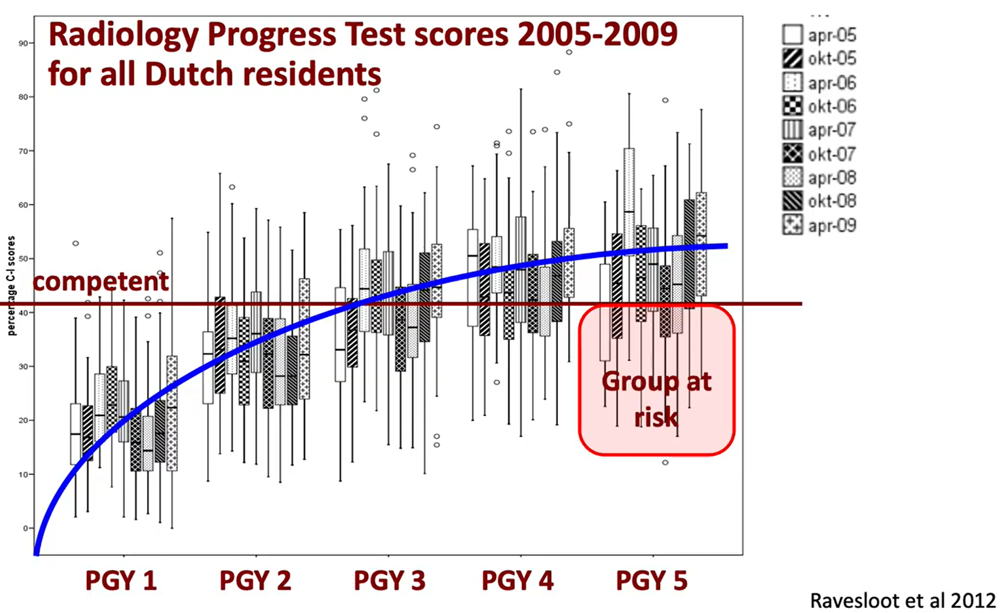 Radiology Progress Test scores 2005-2009
for all Dutch residents
percentage C-I scores
90
80
70
60
50
40
30
20
10
0
competent
Group at
risk
PGY 1
PGY 2
PGY 3
PGY 4
PGY 5
apr-05
okt-05
apr-06
okt-06
apr-07
okt-07
apr-08
okt-08
apr-09
Ravesloot et al 2012